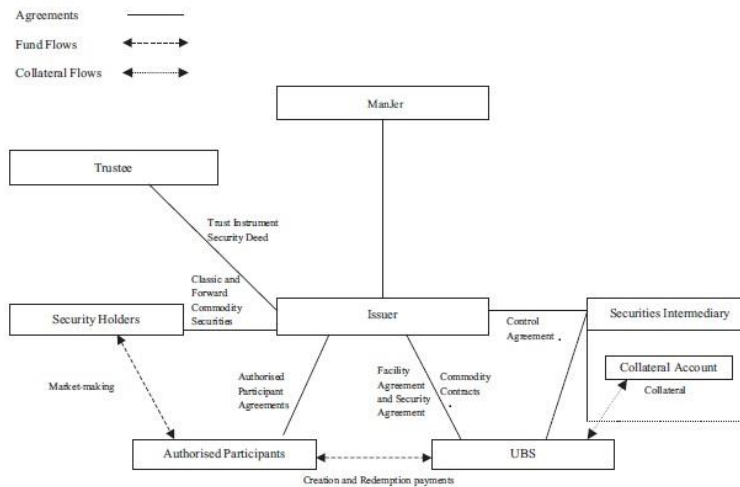 Agreements
Fund Flows
Collateral Flows
ManJer
Trustee
Trust Instrument
Security Deed
Classic and
Forward
Commodity
Securities
Security Holders
Issuer
Securities Intermediary
Control
Agreement
Collateral Account
Collateral
Market-making
Authorised
Participant
Agreements
Facility
Agreement
and Security
Agreement
Commodity
Contracts
Authorised Participants
UBS
Creation and Redemption payments